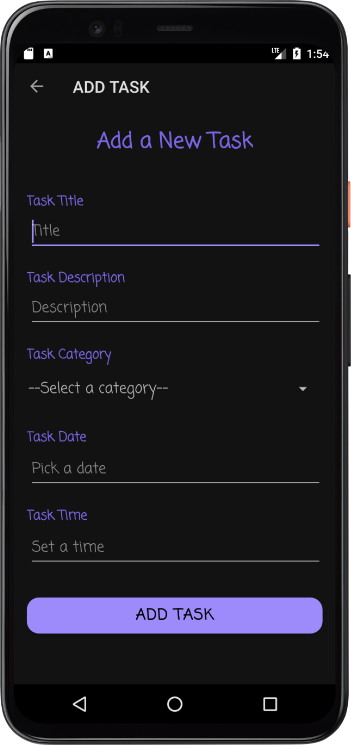 LTE 1:54
ADD TASK
Add a New Task
Task Title
Title
Task Description
Description
Task Category
--Select a category--
Task Date
Pick a date
Task Time
Set a time
ADD TASK